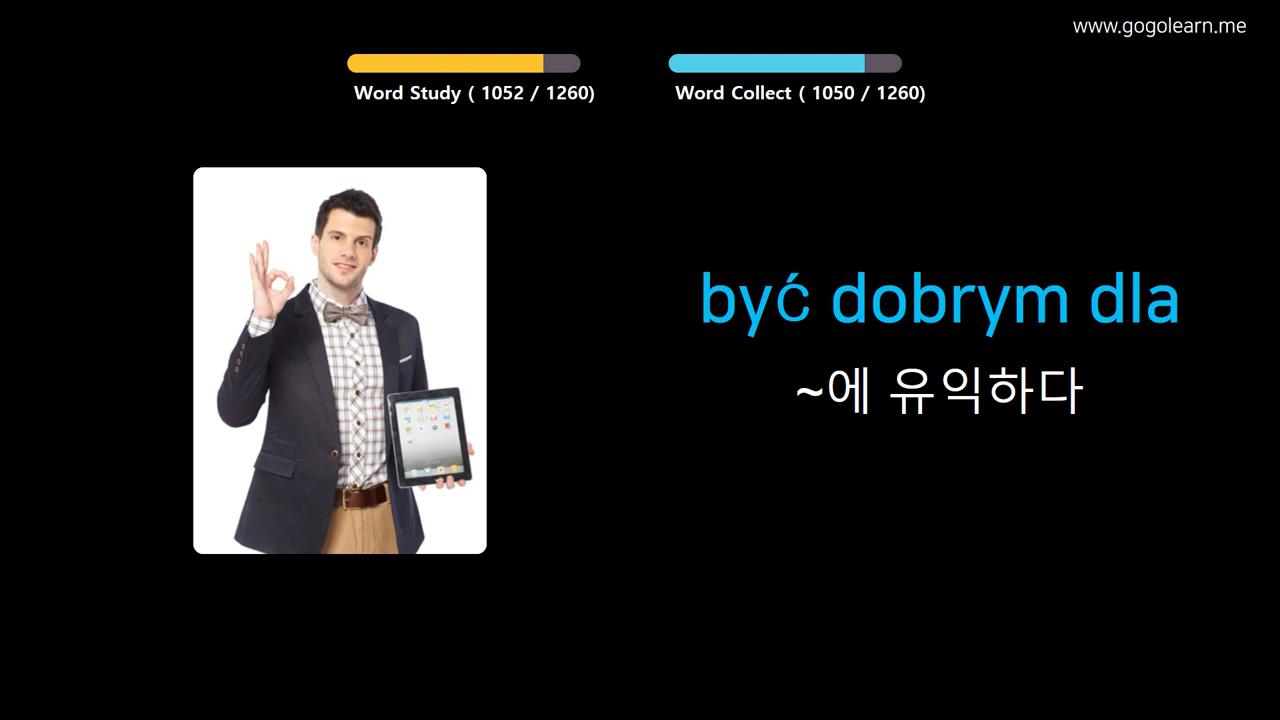 www.gogolearn.me
Word Study ( 1052 / 1260)
Word Collect ( 1050 / 1260)
być dobrym dla
~에 유익하다